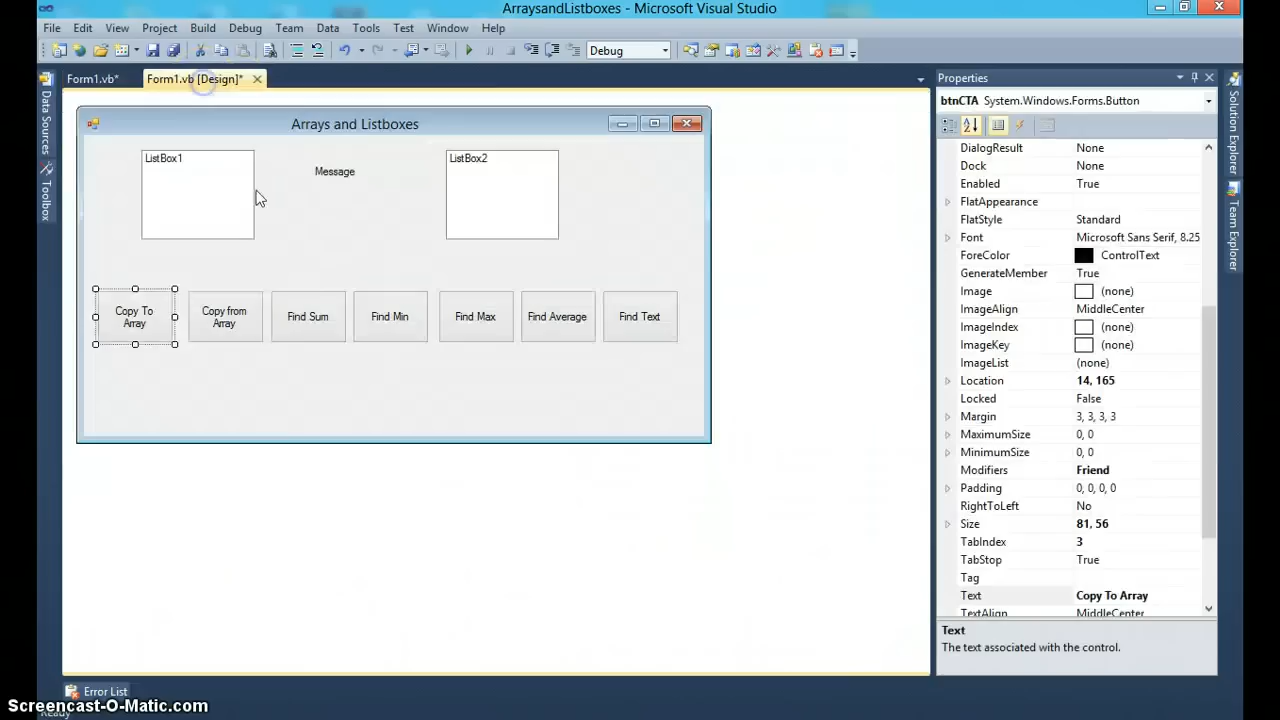 ArraysandListboxes - Microsoft Visual Studio
File Edit View Project Build Debug Team Data Tools Test Window Help
Debug
Form1.vb* Form1.vb [Design]*
Data Sources
Toolbox
Arrays and Listboxes
ListBox1
Message
ListBox2
Copy To
Array
Copy from
Array
Find Sum
Find Min
Find Max
Find Average
Find Text
Properties
btnCTA System.Windows.Forms.Button
DialogResult None
Dock None
Enabled True
FlatAppearance
FlatStyle Standard
Font Microsoft Sans Serif, 8.25
ForeColor ControlText
GenerateMember True
Image (none)
ImageAlign MiddleCenter
ImageIndex (none)
ImageKey (none)
ImageList (none)
Location 14, 165
Locked False
Margin 3, 3, 3, 3
MaximumSize 0, 0
MinimumSize 0, 0
Modifiers Friend
Padding 0, 0, 0, 0
RightToLeft No
Size 81, 56
TabIndex 3
TabStop True
Tag
Text Copy To Array
TextAlign MiddleCenter
Text
The text associated with the control.
Solution Explorer
Team Explorer
Error List
Screencast-O-Matic.com
Ready